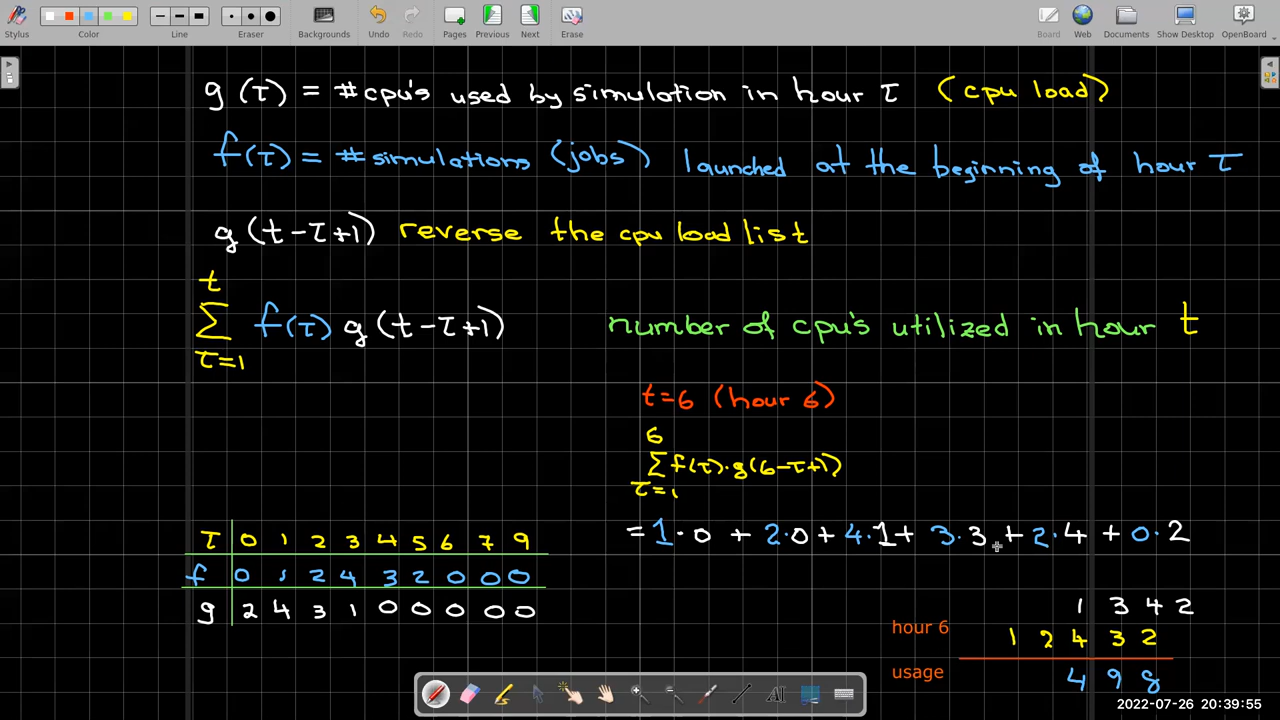 Stylus Color Line Eraser Backgrounds Undo Redo Pages Previous Next Erase Board Web Documents Show Desktop OpenBoard
g(τ) = #cpu's used by simulation in hour τ (cpu load)
f(τ) = #simulations (jobs) launched at the beginning of hour τ
g(t-τ+1) reverse the cpu load list
t
∑ f(τ) g(t-τ+1) number of cpu's utilized in hour t
τ=1
t=6 (hour 6)
6
∑ f(τ)·g(6-τ+1)
τ=1
= 1·0 + 2·0 + 4·1 + 3·3 + 2·4 + 0·2
τ 0 1 2 3 4 5 6 7 9
f 0 1 2 4 3 2 0 0 0
g 2 4 3 1 0 0 0 0 0
1 3 4 2
hour 6 1 2 4 3 2
usage 4 9 8
AI
2022-07-26 20:39:55